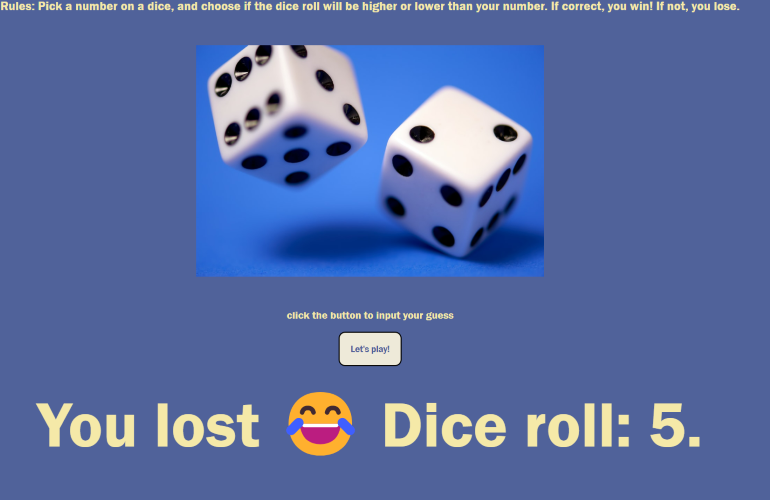 Rules: Pick a number on a dice, and choose if the dice roll will be higher or lower than your number. If correct, you win! If not, you lose.
click the button to input your guess
Let's play!
You lost 😂 Dice roll: 5.